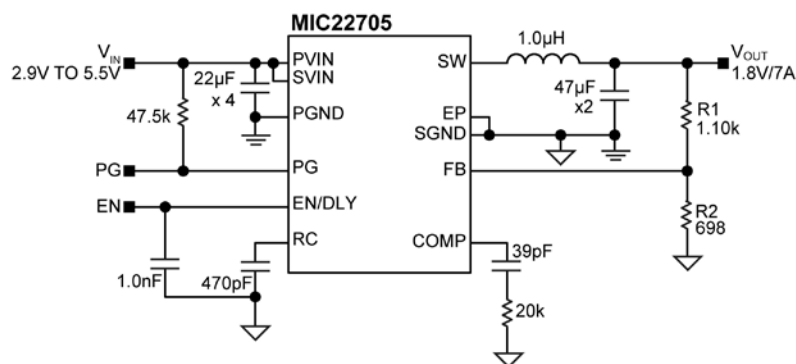 MIC22705
VIN
2.9V TO 5.5V
PVIN
SVIN
22µF
x 4
PGND
47.5k
PG
PG
EN
EN/DLY
RC
1.0nF
470pF
SW
1.0µH
VOUT
1.8V/7A
47µF
x2
EP
SGND
R1
1.10k
FB
R2
698
COMP
39pF
20k